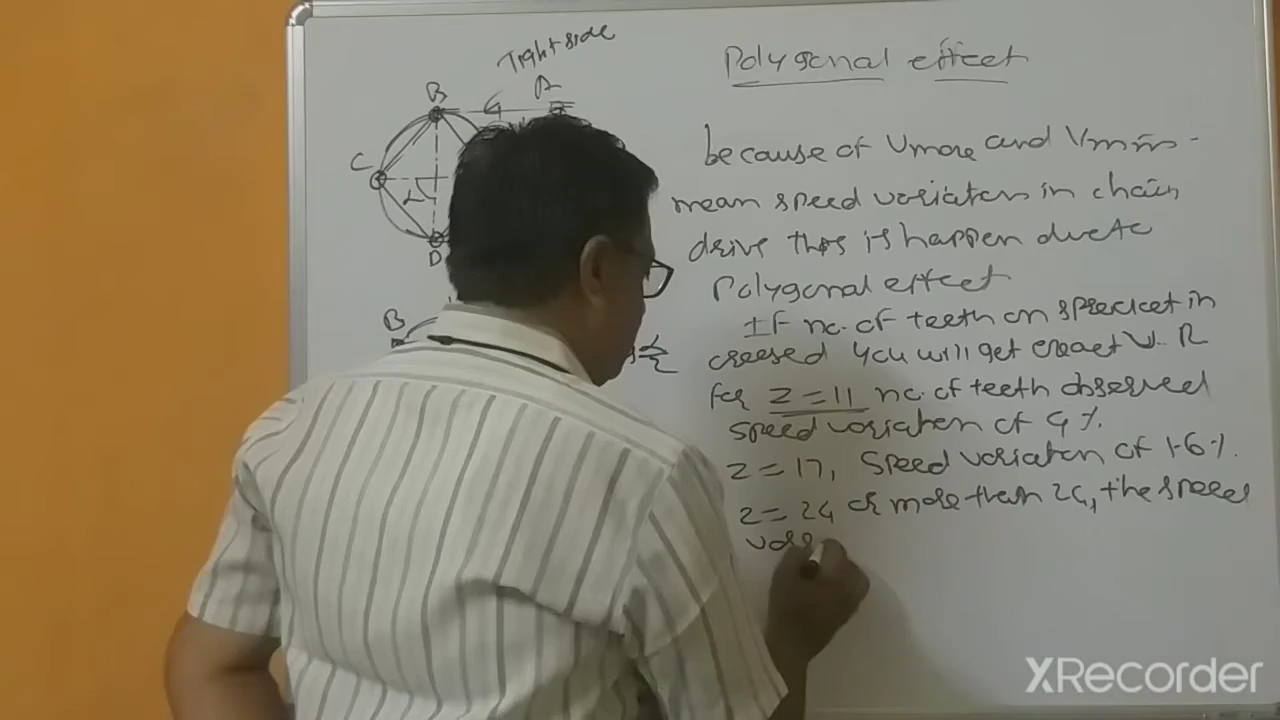 Tight side
A
B
C
α
D
B
Polygonal effect
because of Vmax and Vmin -
mean speed variation in chain
drive this is happen due to
Polygonal effect
If no. of teeth on sprocket in
creased you will get exact V.R
for Z = 11 no. of teeth observed
speed variation of 4 %.
Z = 17, speed variation of 1.6 %.
Z = 24 or more than 24, the speed
var
XRecorder